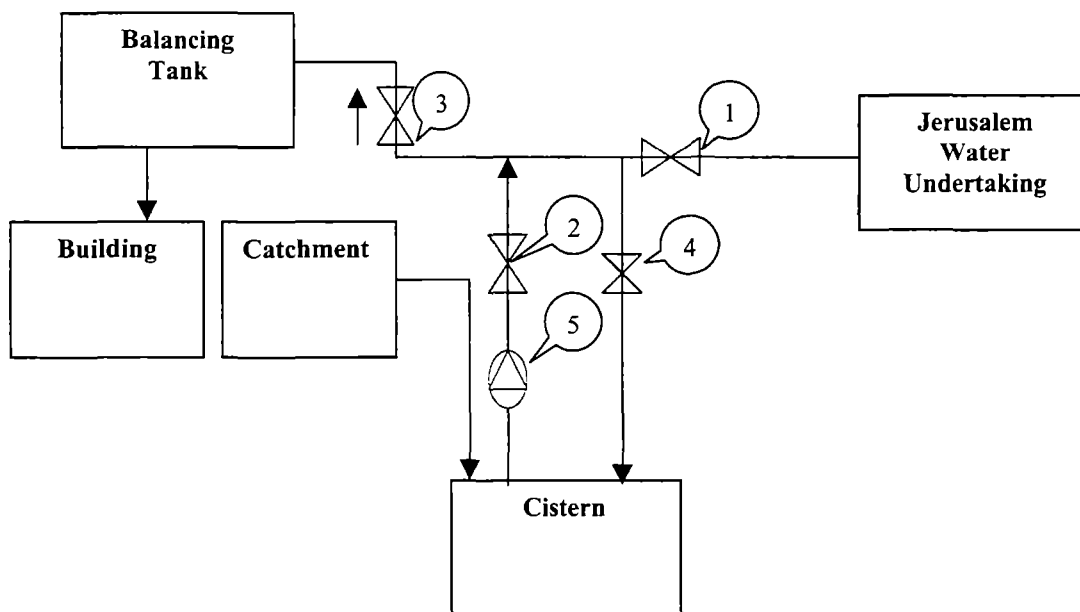 Balancing
Tank
3
1
Jerusalem
Water
Undertaking
Building
Catchment
2
4
5
Cistern